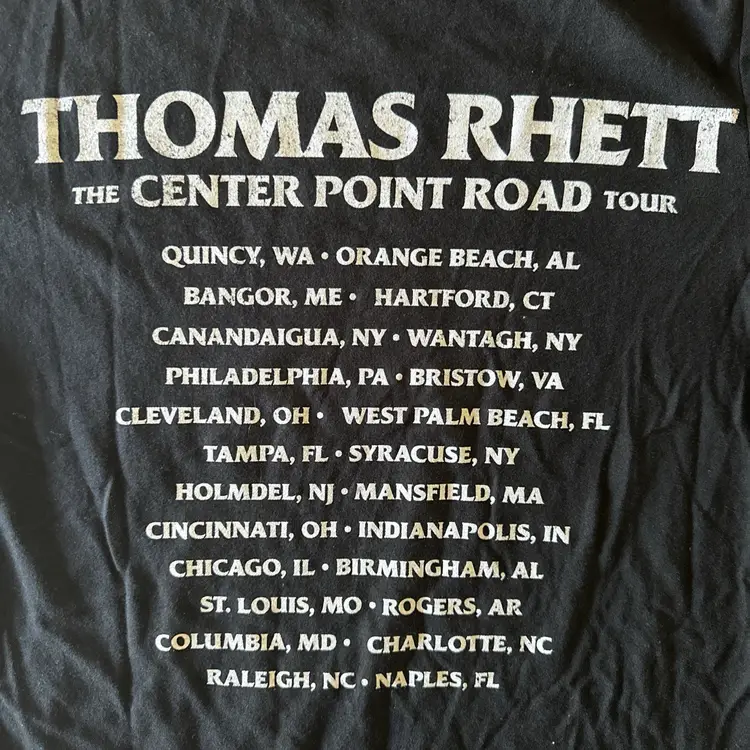 THOMAS RHETT
THE CENTER POINT ROAD TOUR
QUINCY, WA • ORANGE BEACH, AL
BANGOR, ME • HARTFORD, CT
CANANDAIGUA, NY • WANTAGH, NY
PHILADELPHIA, PA • BRISTOW, VA
CLEVELAND, OH • WEST PALM BEACH, FL
TAMPA, FL • SYRACUSE, NY
HOLMDEL, NJ • MANSFIELD, MA
CINCINNATI, OH • INDIANAPOLIS, IN
CHICAGO, IL • BIRMINGHAM, AL
ST. LOUIS, MO • ROGERS, AR
COLUMBIA, MD • CHARLOTTE, NC
RALEIGH, NC • NAPLES, FL